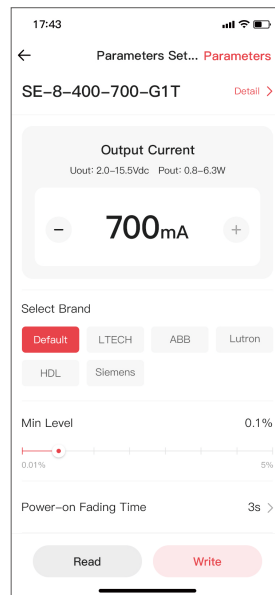 17:43
Parameters Set... Parameters
SE-8-400-700-G1T Detail >
Output Current
Uout: 2.0-15.5Vdc Pout: 0.8-6.3W
- 700mA +
Select Brand
Default LTECH ABB Lutron
HDL Siemens
Min Level 0.1%
0.01% 5%
Power-on Fading Time 3s >
Read Write